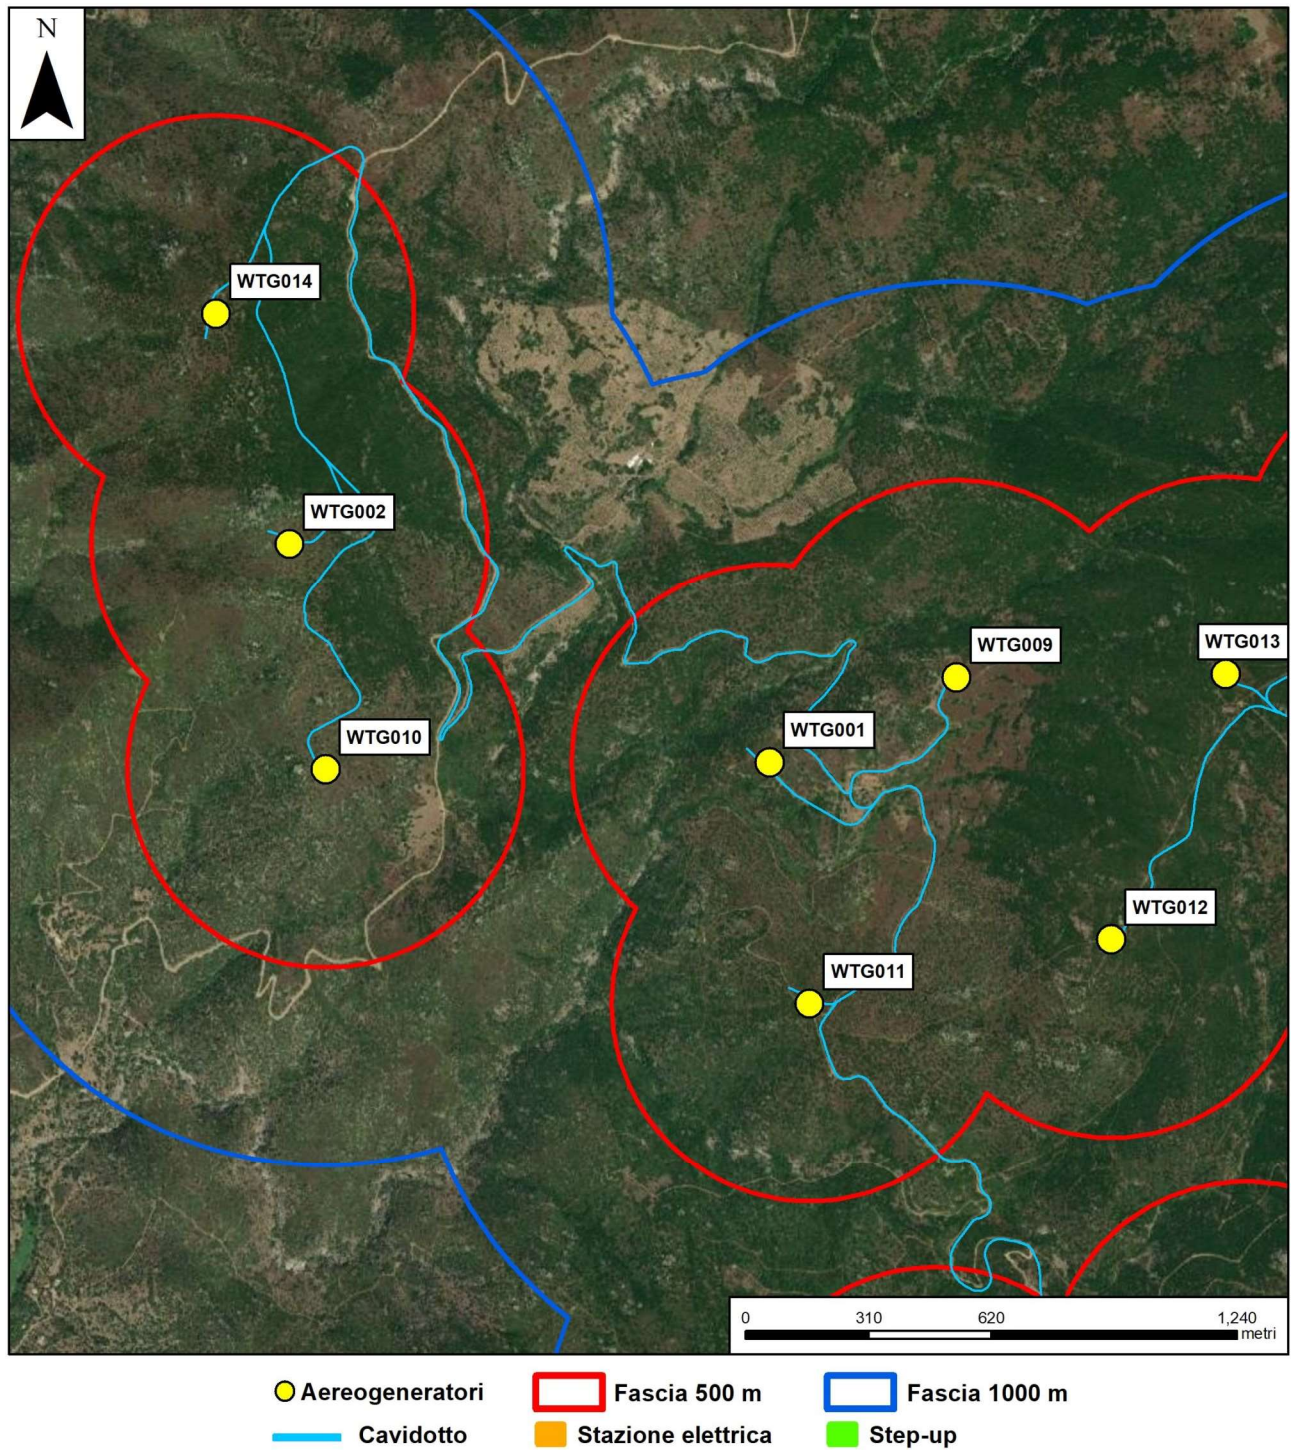 N
WTG014
WTG002
WTG010
WTG009
WTG013
WTG001
WTG012
WTG011
0 310 620 1,240
metri
Aereogeneratori Fascia 500 m Fascia 1000 m
Cavidotto Stazione elettrica Step-up